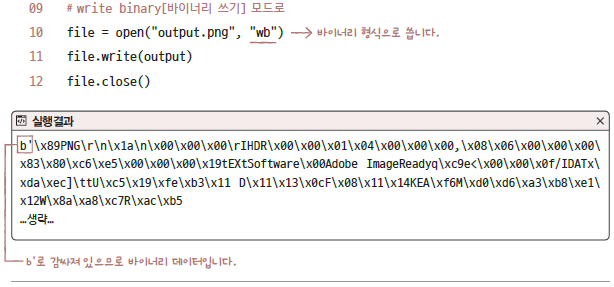 09 # write binary[바이너리 쓰기] 모드로
10 file = open("output.png", "wb") 바이너리 형식으로 씁니다.
11 file.write(output)
12 file.close()
실행결과
b'\x89PNG\r\n\x1a\n\x00\x00\x00\rIHDR\x00\x00\x01\x04\x00\x00\x00,\x08\x06\x00\x00\x00\
x83\x80\xc6\xe5\x00\x00\x00\x19tEXtSoftware\x00Adobe ImageReadyq\xc9e<\x00\x00\x0f/IDATx\
xda\xec]\ttU\xc5\x19\xfe\xb3\x11 D\x11\x13\x0cF\x08\x11\x14KEA\xf6M\xd0\xd6\xa3\xb8\xe1\
x12W\x8a\xa8\xc7R\xac\xb5
…생략…
b'로 감싸져 있으므로 바이너리 데이터입니다.